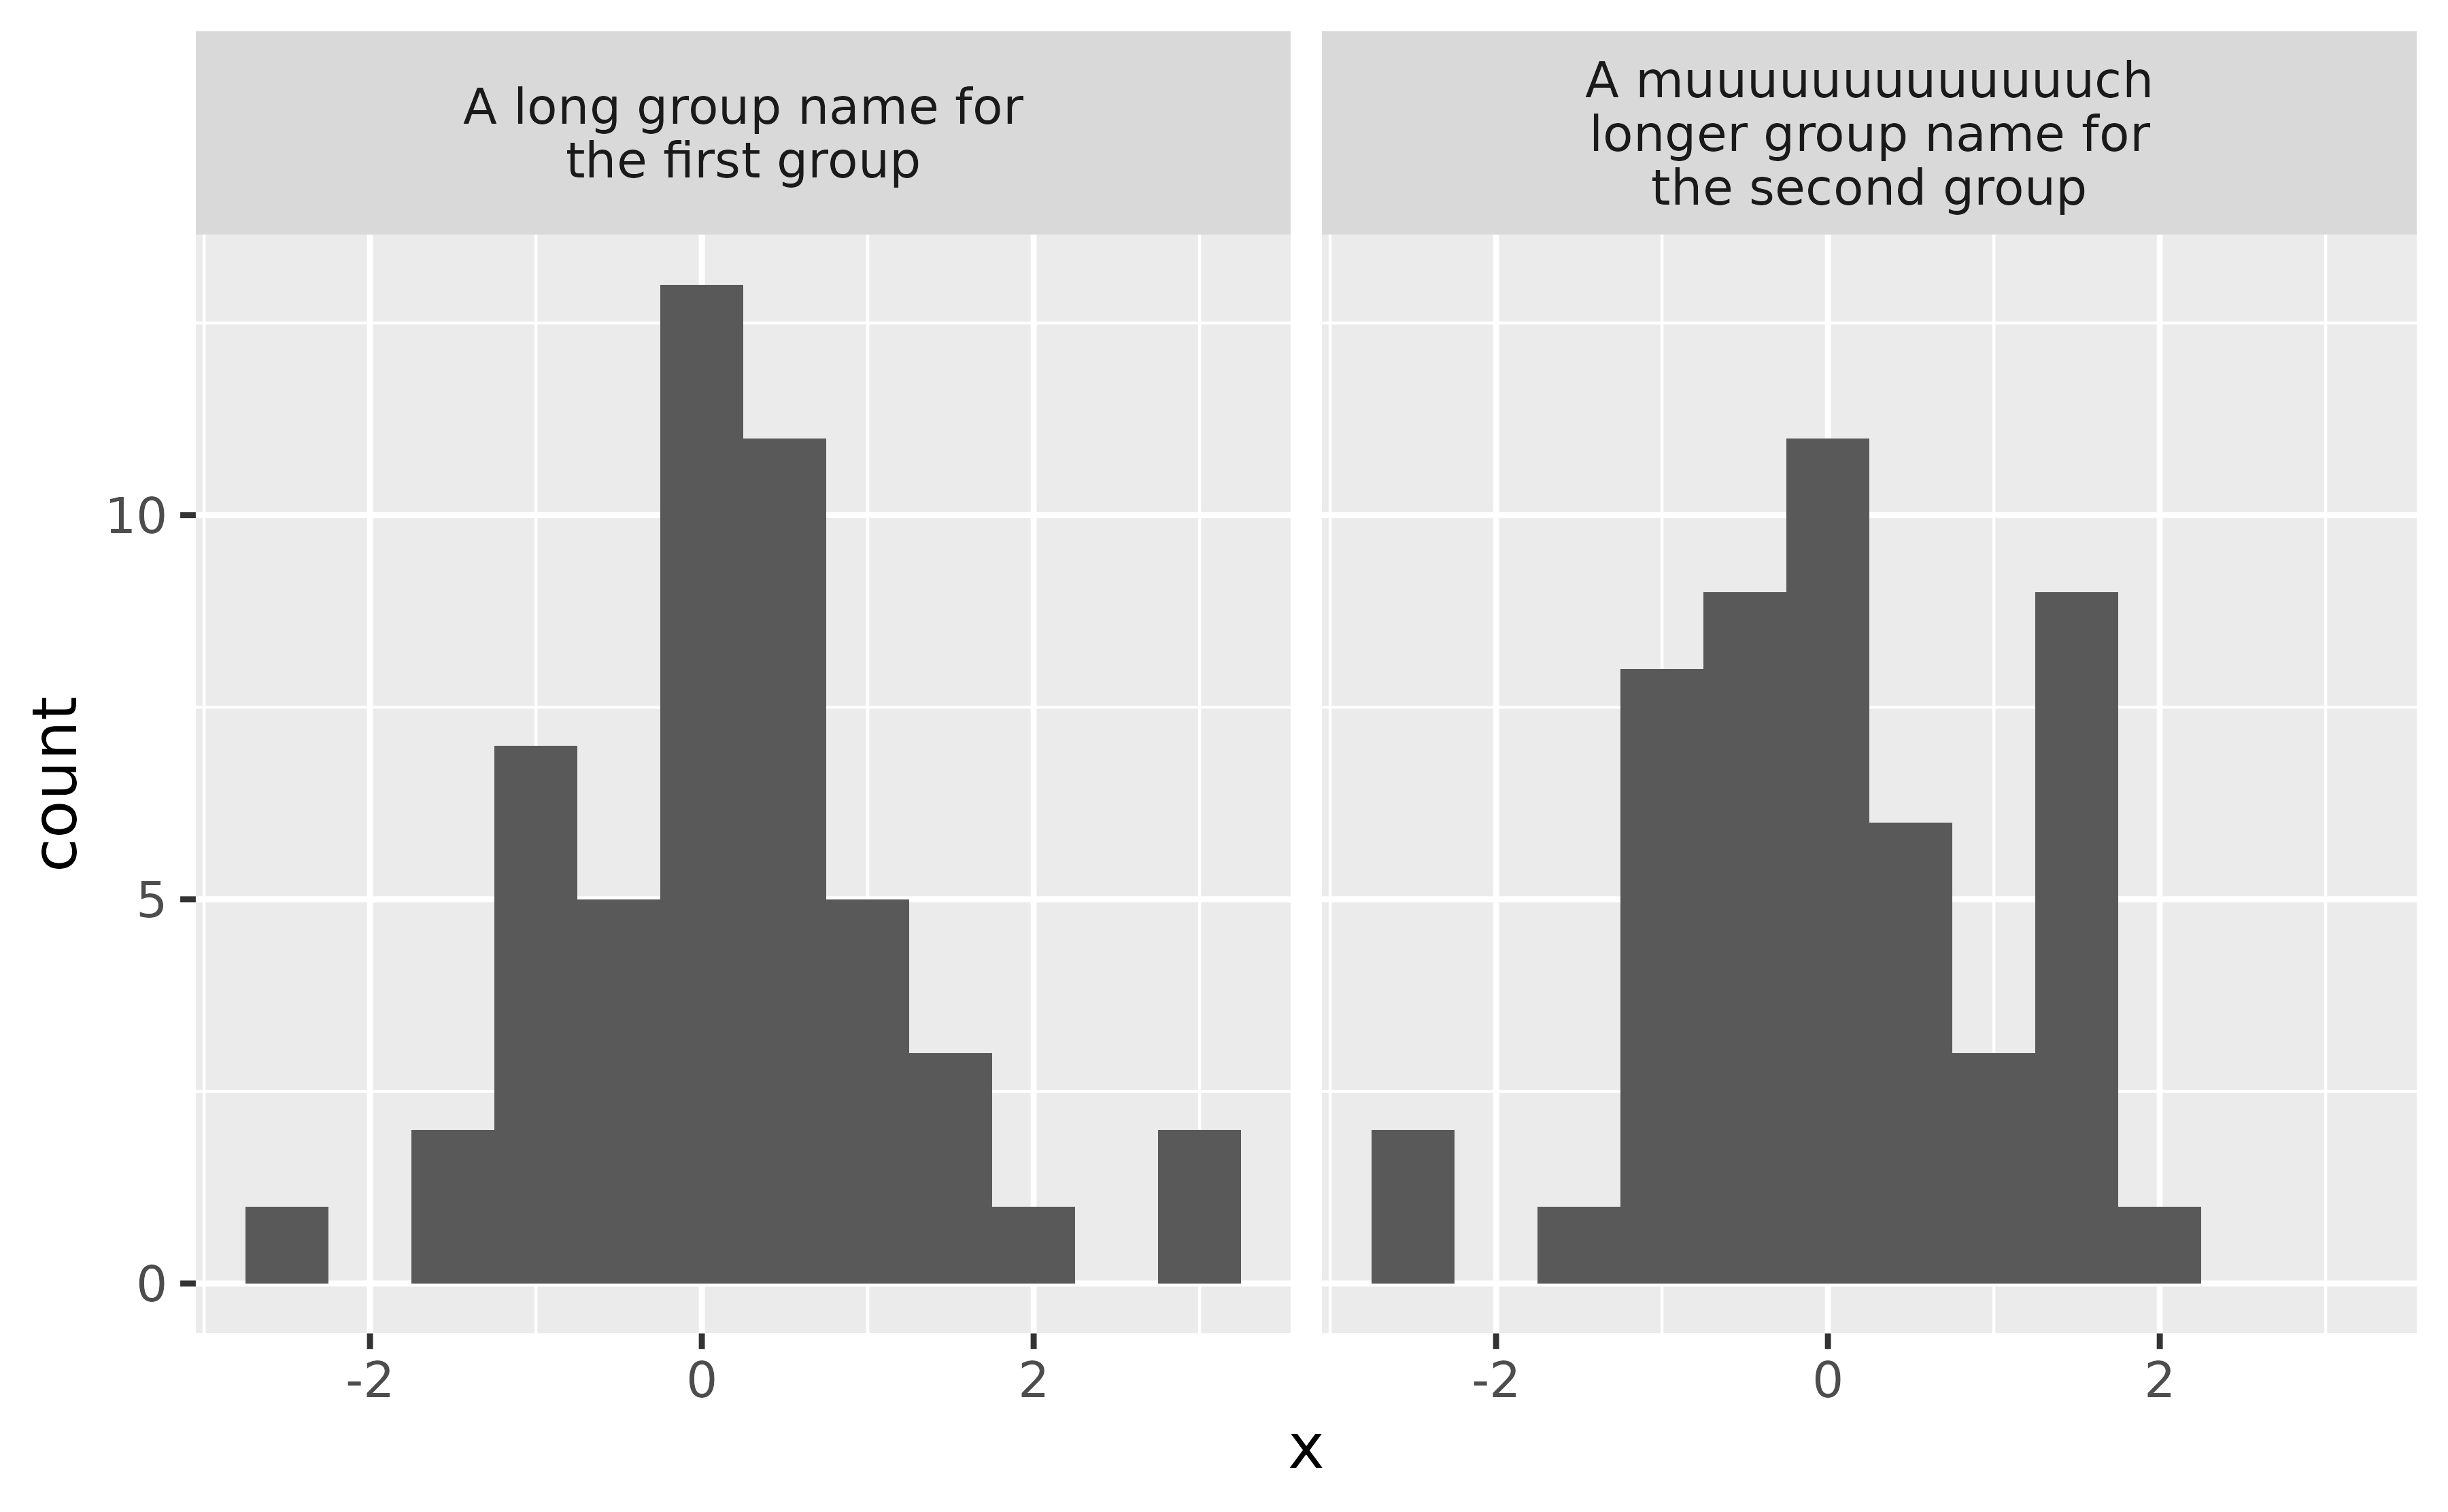 A long group name for
the first group
A muuuuuuuuuuuuuch
longer group name for
the second group
10
5
0
count
-2
0
2
-2
0
2
x